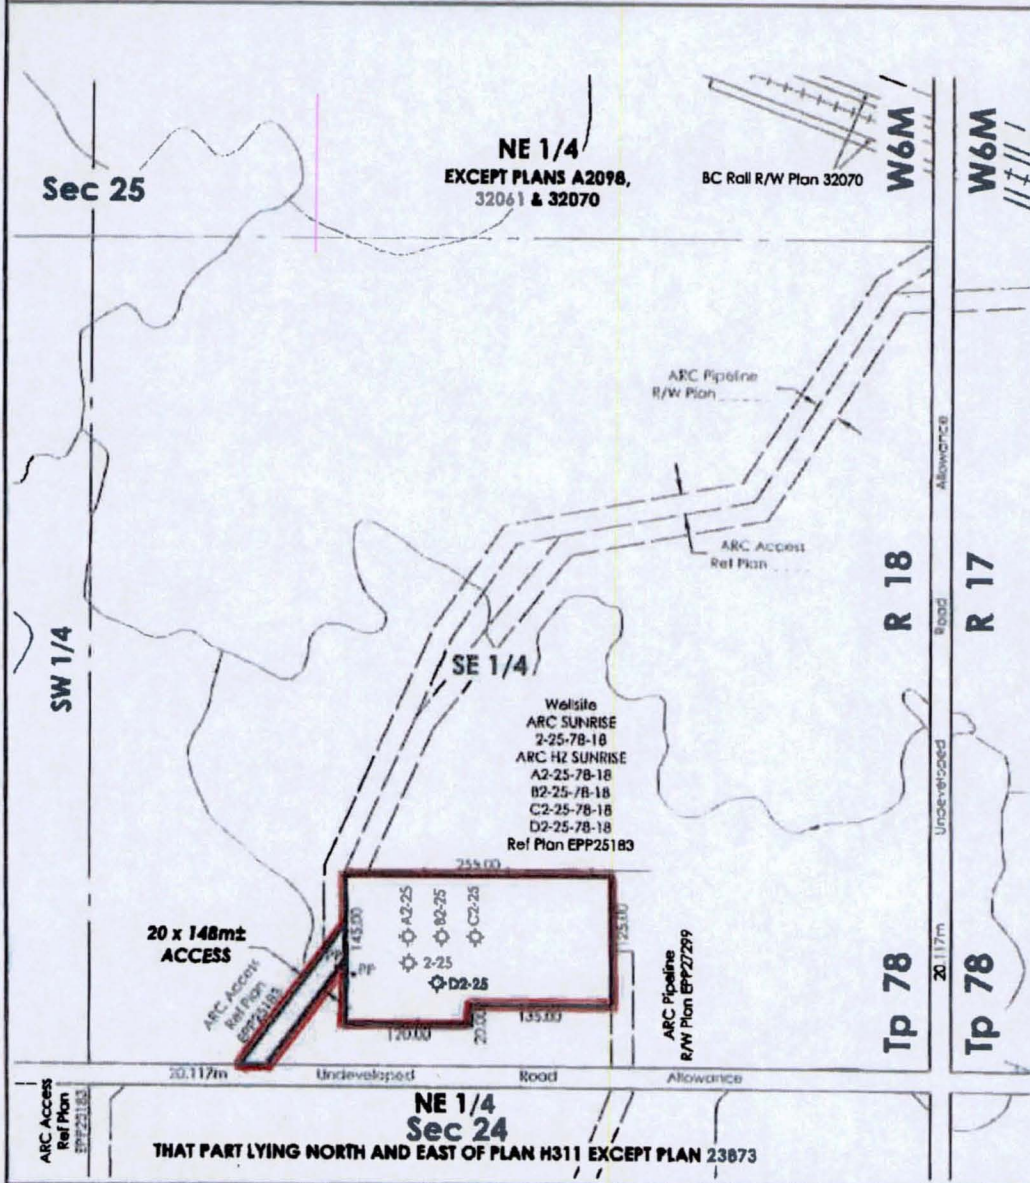 NE 1/4
EXCEPT PLANS A2098,
32061 & 32070
BC Rail R/W Plan 32070
Sec 25
W6M
W6M
ARC Pipeline
R/W Plan
ARC Access
Ref Plan
SW 1/4
SE 1/4
R 18
R 17
Wellsite
ARC SUNRISE
2-25-78-18
ARC HZ SUNRISE
A2-25-78-18
B2-25-78-18
C2-25-78-18
D2-25-78-18
Ref Plan EPP25183
255.00
A2-25
B2-25
C2-25
145.00
125.00
2-25
D2-25
PP
PP
20 x 148m±
ACCESS
ARC Access
Ref Plan
EPP25183
120.00
20.00
135.00
ARC Pipeline
R/W Plan EPP27299
Tp 78
Tp 78
20.117m Undeveloped Road Allowance
20.117m Undeveloped Road Allowance
ARC Access
Ref Plan
EPP25183
NE 1/4
Sec 24
THAT PART LYING NORTH AND EAST OF PLAN H311 EXCEPT PLAN 23873